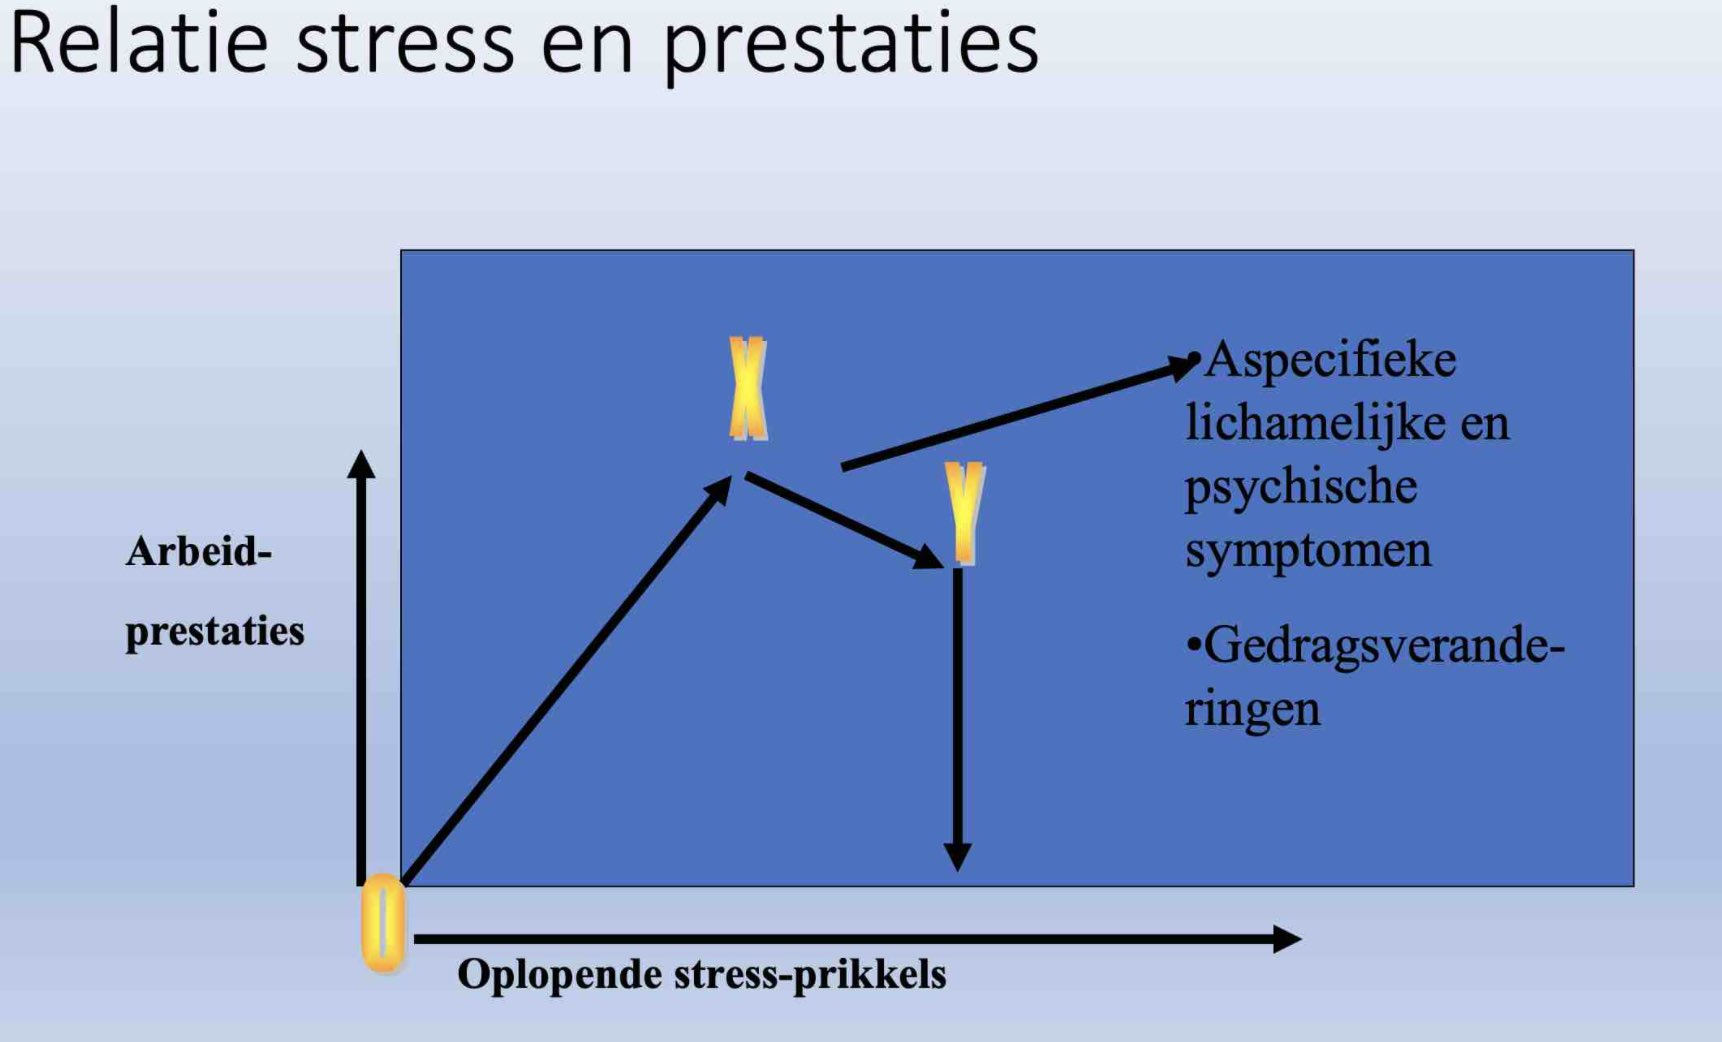 Relatie stress en prestaties
X
•Aspecifieke
lichamelijke en
psychische
symptomen
•Gedragsverande-
ringen
Y
Arbeid-
prestaties
0
Oplopende stress-prikkels